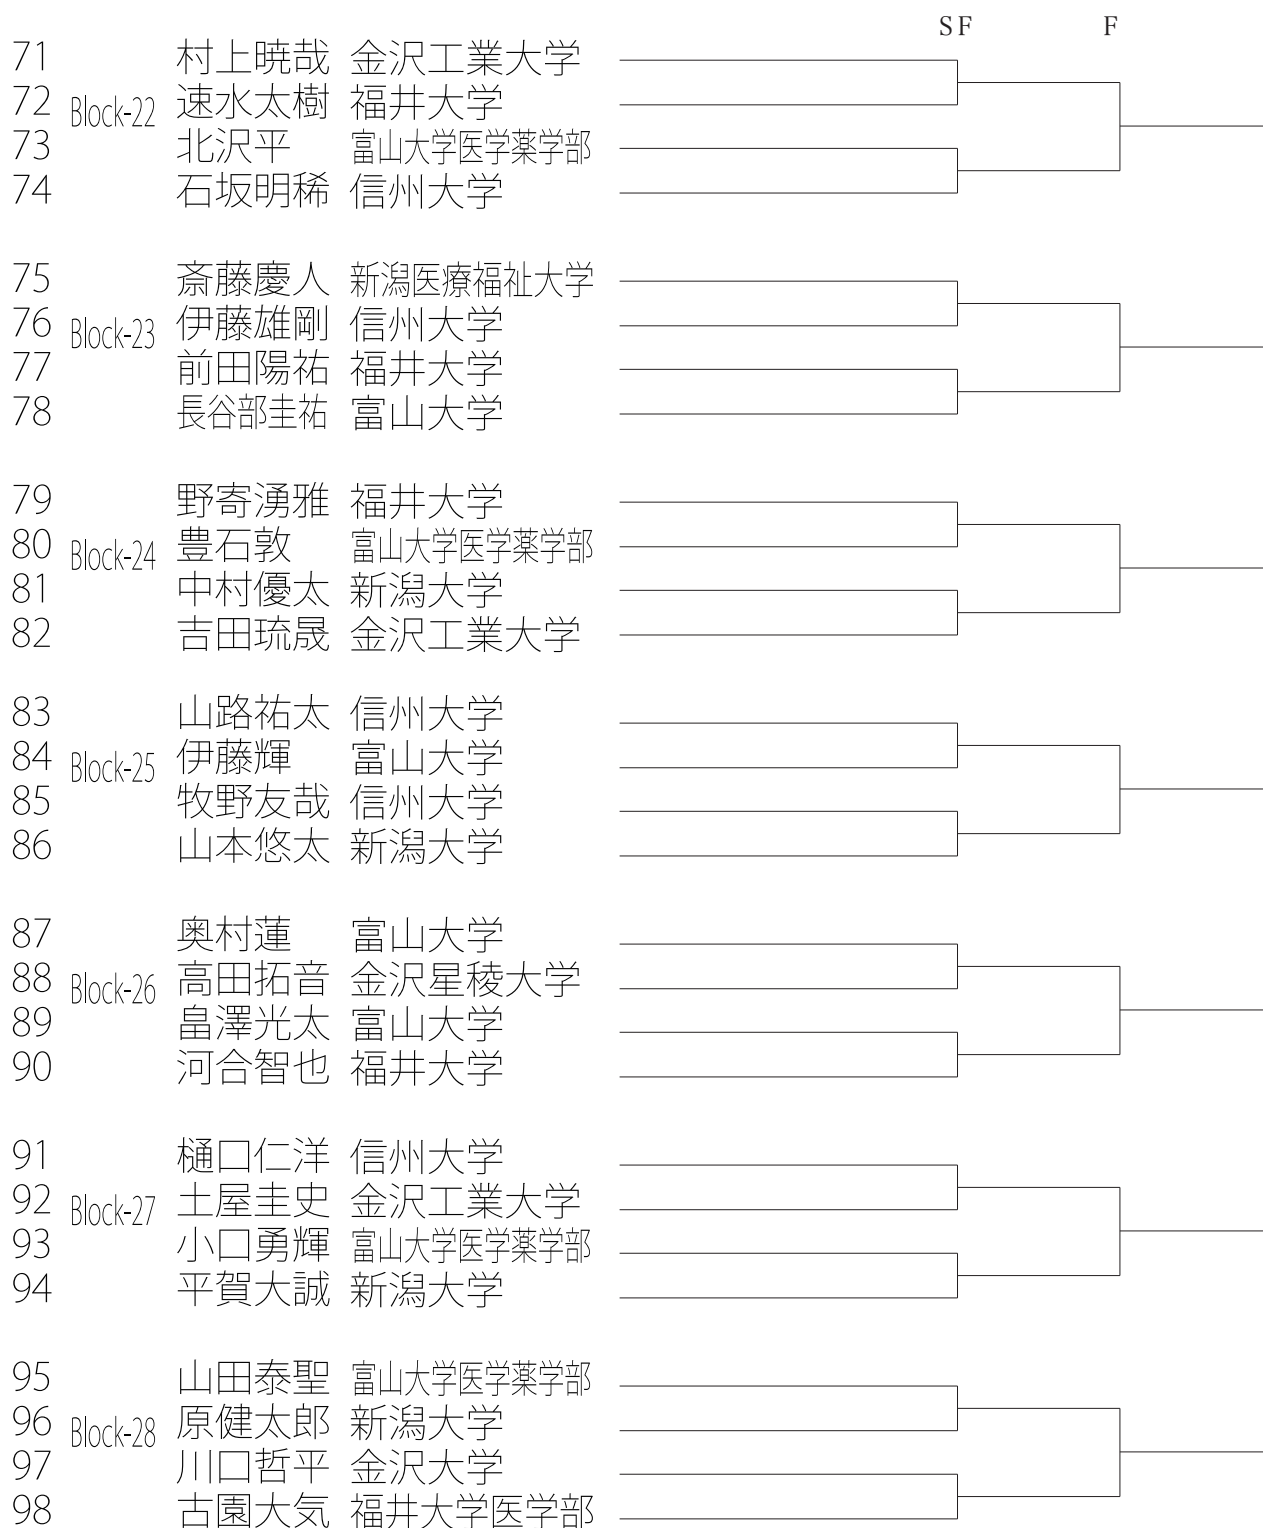 SF F
71 村上暁哉 金沢工業大学
72 速水太樹 福井大学
Block-22
73 北沢平 富山大学医学薬学部
74 石坂明稀 信州大学
75 斎藤慶人 新潟医療福祉大学
76 伊藤雄剛 信州大学
Block-23
77 前田陽祐 福井大学
78 長谷部圭祐 富山大学
79 野寄湧雅 福井大学
80 豊石敦 富山大学医学薬学部
Block-24
81 中村優太 新潟大学
82 吉田琉晟 金沢工業大学
83 山路祐太 信州大学
84 伊藤輝 富山大学
Block-25
85 牧野友哉 信州大学
86 山本悠太 新潟大学
87 奥村蓮 富山大学
88 高田拓音 金沢星稜大学
Block-26
89 畠澤光太 富山大学
90 河合智也 福井大学
91 樋口仁洋 信州大学
92 土屋圭史 金沢工業大学
Block-27
93 小口勇輝 富山大学医学薬学部
94 平賀大誠 新潟大学
95 山田泰聖 富山大学医学薬学部
96 原健太郎 新潟大学
Block-28
97 川口哲平 金沢大学
98 古園大気 福井大学医学部